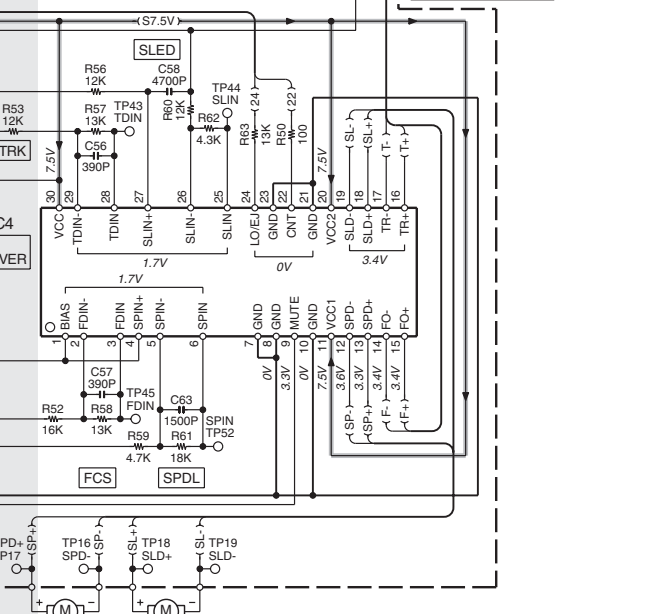 S7.5V
SLED
R56
12K
C58
4700P
R60
12K
TP44
SLIN
R53
12K
R57
13K
TP43
TDIN
R62
4.3K
R63
13K
24
R50
100
22
SL-
SL+
T-
T+
TRK
C56
390P
7.5V
7.5V
30
29
28
27
26
25
24
23
22
21
20
19
18
17
16
VCC
TDIN-
TDIN
SLIN+
SLIN-
SLIN
LO/EJ
GND
CNT
GND
VCC2
SLD-
SLD+
TR-
TR+
C4
VER
1.7V
0V
3.4V
1.7V
BIAS
FDIN-
FDIN
SPIN+
SPIN-
SPIN
GND
GND
MUTE
GND
VCC1
SPD-
SPD+
FO-
FO+
1
2
3
4
5
6
7
8
9
10
11
12
13
14
15
0V
3.3V
0V
7.5V
3.6V
3.3V
3.4V
3.4V
C57
390P
TP45
FDIN
C63
1500P
SPIN
TP52
R52
16K
R58
13K
R59
4.7K
R61
18K
SP-
SP+
F-
F+
FCS
SPDL
PD+
P17
SP+
TP16
SPD-
SP-
SL+
TP18
SLD+
SL-
TP19
SLD-
+ M -
+ M -